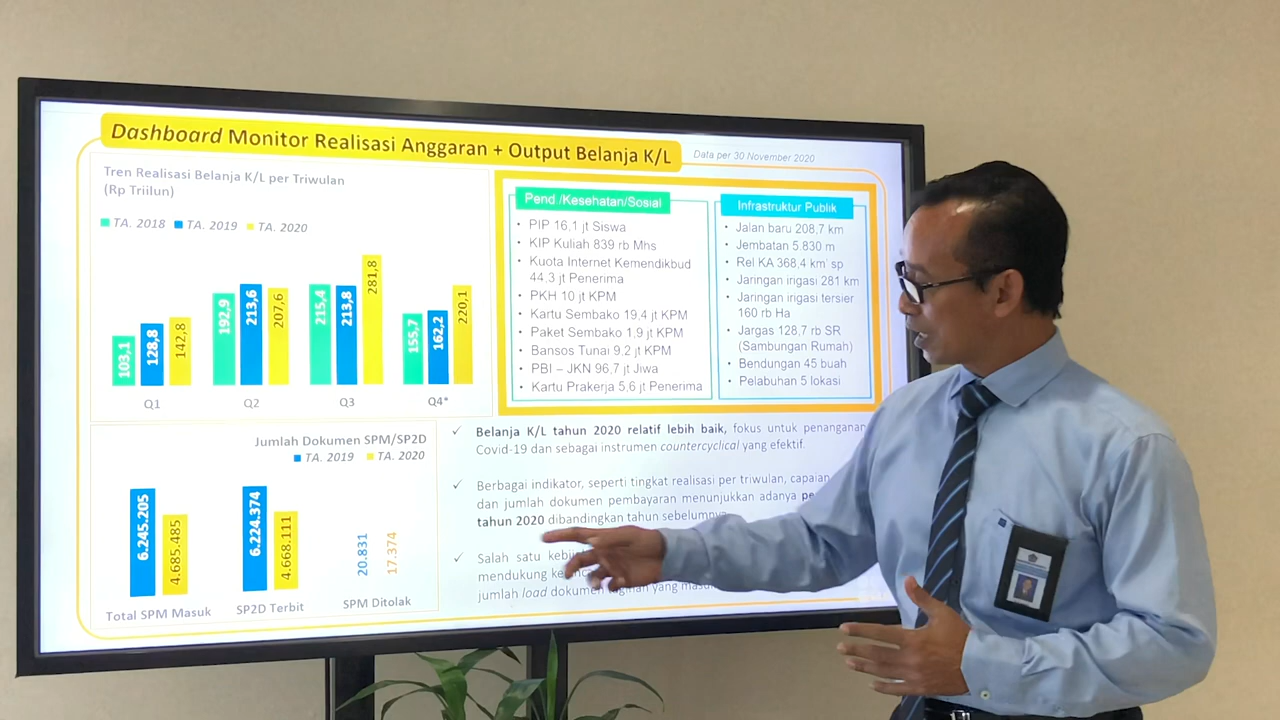 Dashboard Monitor Realisasi Anggaran + Output Belanja K/L
Data per 30 November 2020
Tren Realisasi Belanja K/L per Triwulan
(Rp Triilun)
TA. 2018 TA. 2019 TA. 2020
103,1 128,8 142,8
192,9 213,6 207,6
215,4 213,8 281,8
155,7 162,2 220,1
Q1 Q2 Q3 Q4*
Pend./Kesehatan/Sosial
• PIP 16,1 jt Siswa
• KIP Kuliah 839 rb Mhs
• Kuota Internet Kemendikbud
44,3 jt Penerima
• PKH 10 jt KPM
• Kartu Sembako 19,4 jt KPM
• Paket Sembako 1,9 jt KPM
• Bansos Tunai 9,2 jt KPM
• PBI – JKN 96,7 jt Jiwa
• Kartu Prakerja 5,6 jt Penerima
Infrastruktur Publik
• Jalan baru 208,7 km
• Jembatan 5.830 m
• Rel KA 368,4 km' sp
• Jaringan irigasi 281 km
• Jaringan irigasi tersier
160 rb Ha
• Jargas 128,7 rb SR
(Sambungan Rumah)
• Bendungan 45 buah
• Pelabuhan 5 lokasi
Jumlah Dokumen SPM/SP2D
TA. 2019 TA. 2020
6.245.205 4.685.485
6.224.374 4.668.111
20.831 17.374
Total SPM Masuk SP2D Terbit SPM Ditolak
✓ Belanja K/L tahun 2020 relatif lebih baik, fokus untuk penanganan
Covid-19 dan sebagai instrumen countercyclical yang efektif.
✓ Berbagai indikator, seperti tingkat realisasi per triwulan, capaian
dan jumlah dokumen pembayaran menunjukkan adanya
tahun 2020 dibandingkan tahun sebelumnya
✓ Salah satu
mendukung
jumlah load dokumen tagihan yang